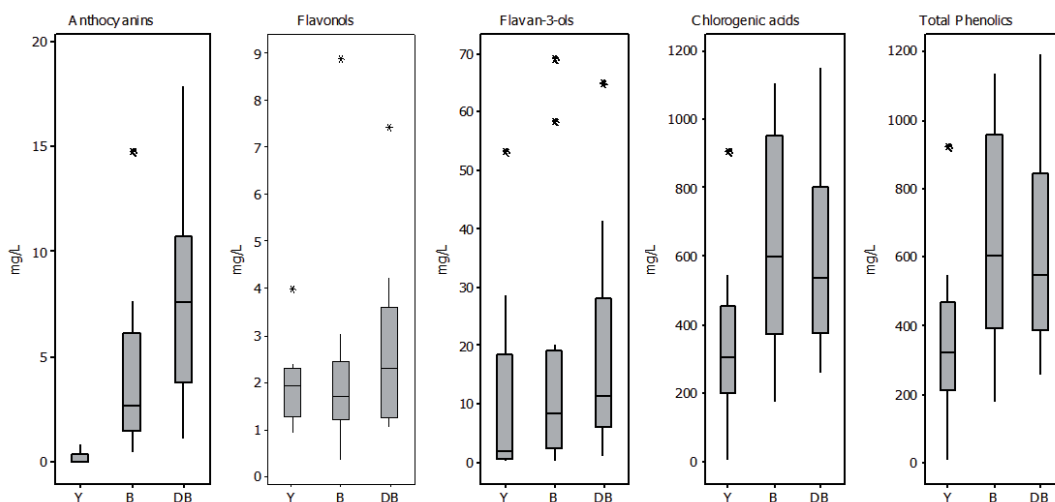 Anthocyanins
20
15
10
5
0
mg/L
Y B DB
Flavonols
9
8
7
6
5
4
3
2
1
0
mg/L
Y B DB
Flavan-3-ols
70
60
50
40
30
20
10
0
mg/L
Y B DB
Chlorogenic acids
1200
1000
800
600
400
200
0
mg/L
Y B DB
Total Phenolics
1200
1000
800
600
400
200
0
mg/L
Y B DB